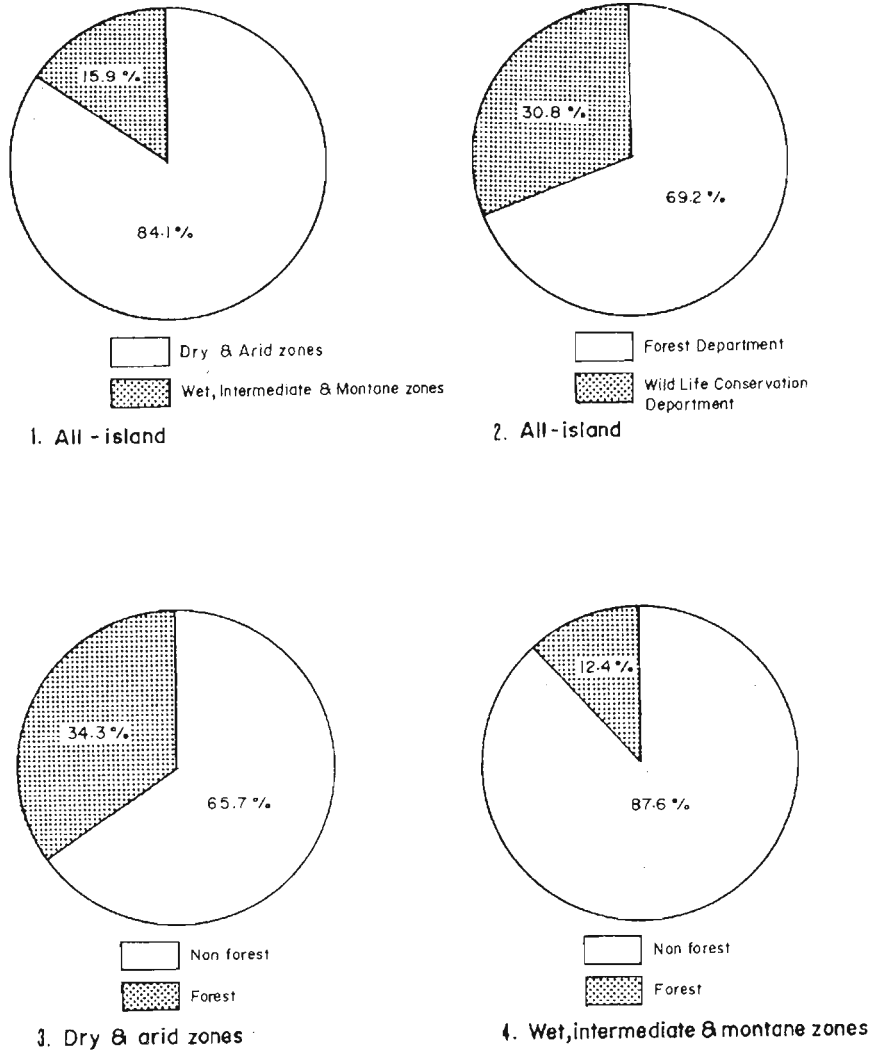 15.9 %
84.1 %
Dry & Arid zones
Wet, Intermediate & Montane zones
1. All-island
30.8 %
69.2 %
Forest Department
Wild Life Conservation
Department
2. All-island
34.3 %
65.7 %
Non forest
Forest
3. Dry & arid zones
12.4 %
87.6 %
Non forest
Forest
4. Wet, intermediate & montane zones